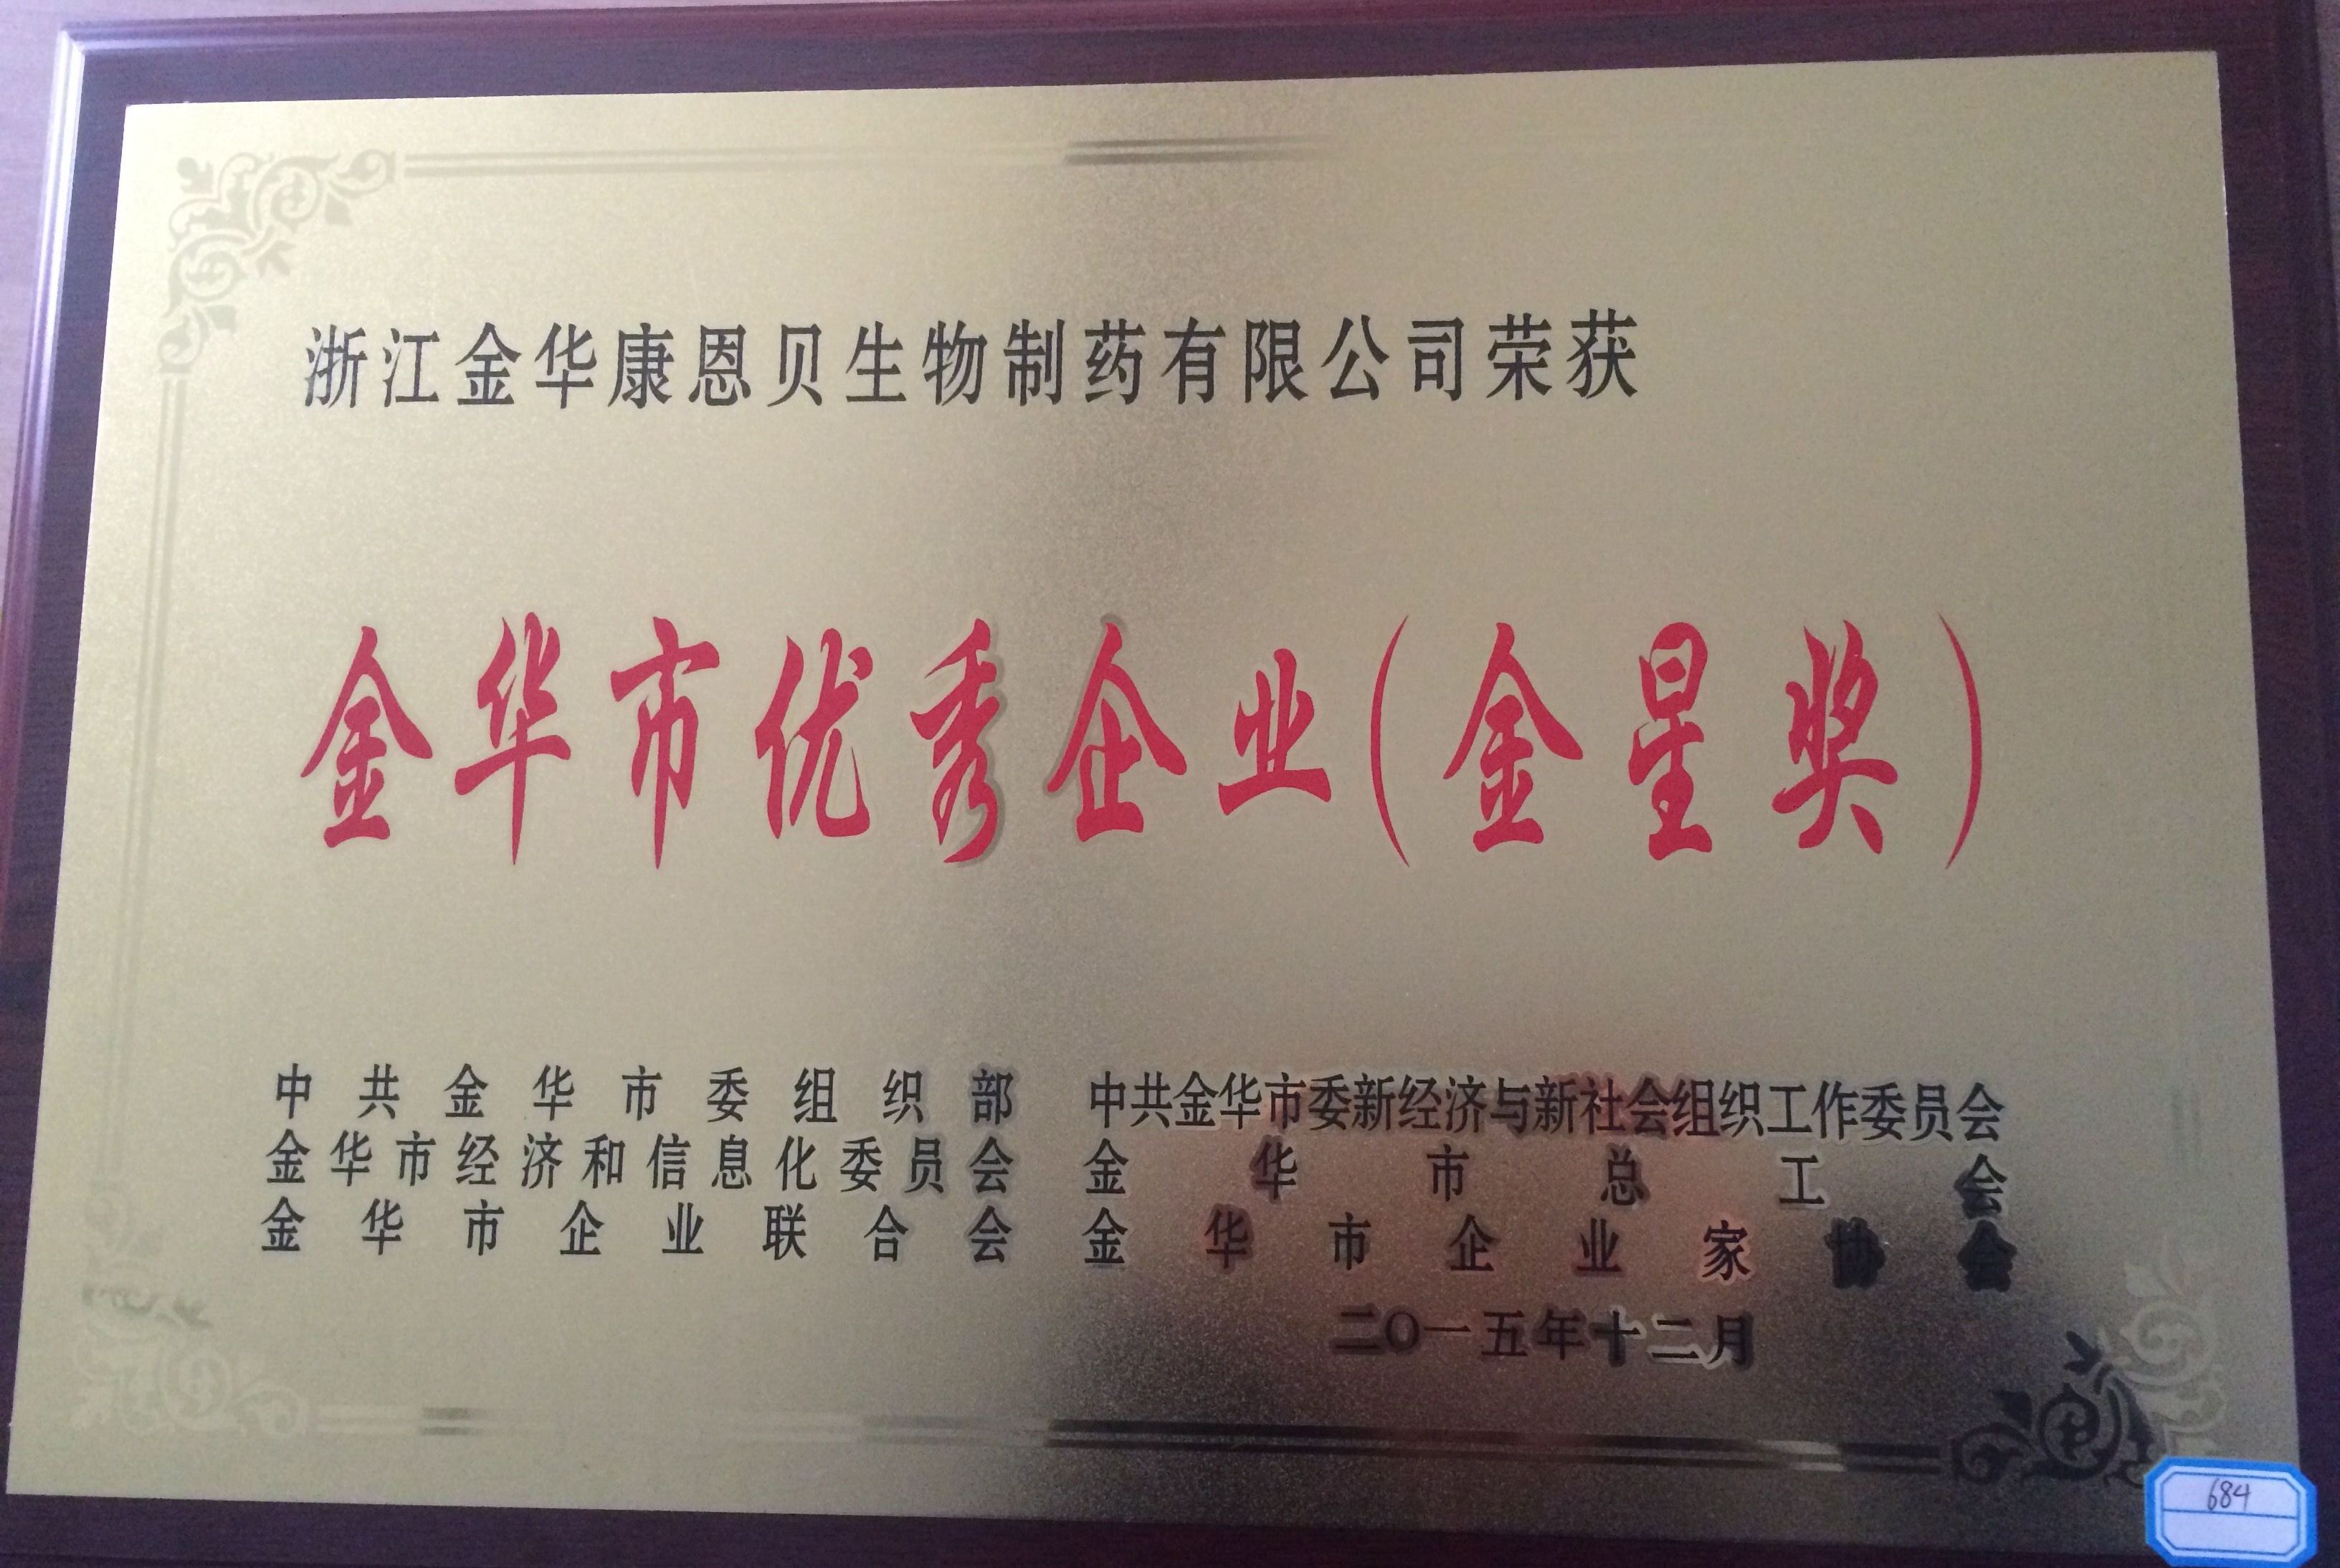 浙江金华康恩贝生物制药有限公司荣获
金华市优秀企业(金星奖)
中共金华市委组织部 中共金华市委新经济与新社会组织工作委员会
金华市经济和信息化委员会 金华市总工会
金华市企业联合会 金华市企业家协会
二〇一五年十二月
684